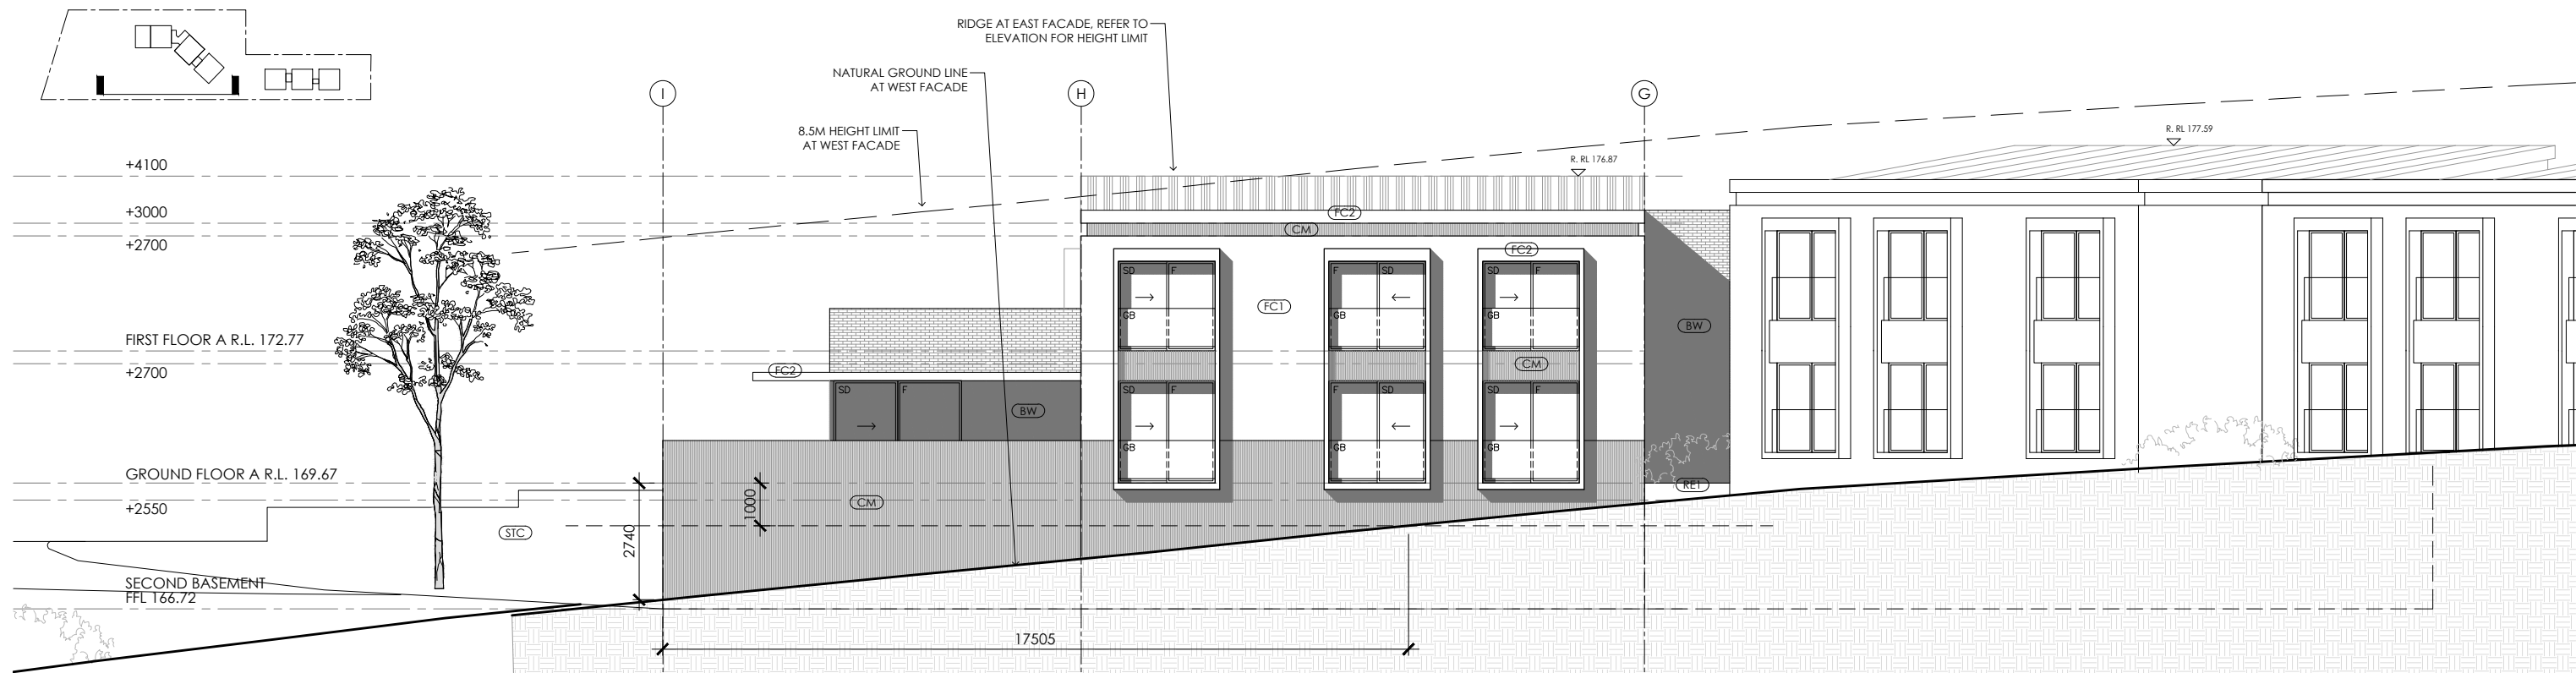 RIDGE AT EAST FACADE, REFER TO
ELEVATION FOR HEIGHT LIMIT
NATURAL GROUND LINE
AT WEST FACADE
8.5M HEIGHT LIMIT
AT WEST FACADE
I
H
G
R. RL 176.87
R. RL 177.59
+4100
+3000
+2700
FIRST FLOOR A R.L. 172.77
+2700
GROUND FLOOR A R.L. 169.67
+2550
SECOND BASEMENT
FFL 166.72
FC2
CM
FC2
SD F
F SD
SD F
FC1
GB
GB
GB
BW
CM
FC2
SD F
BW
SD F
F SD
SD F
GB
GB
GB
CM
RE1
STC
2740
1000
17505